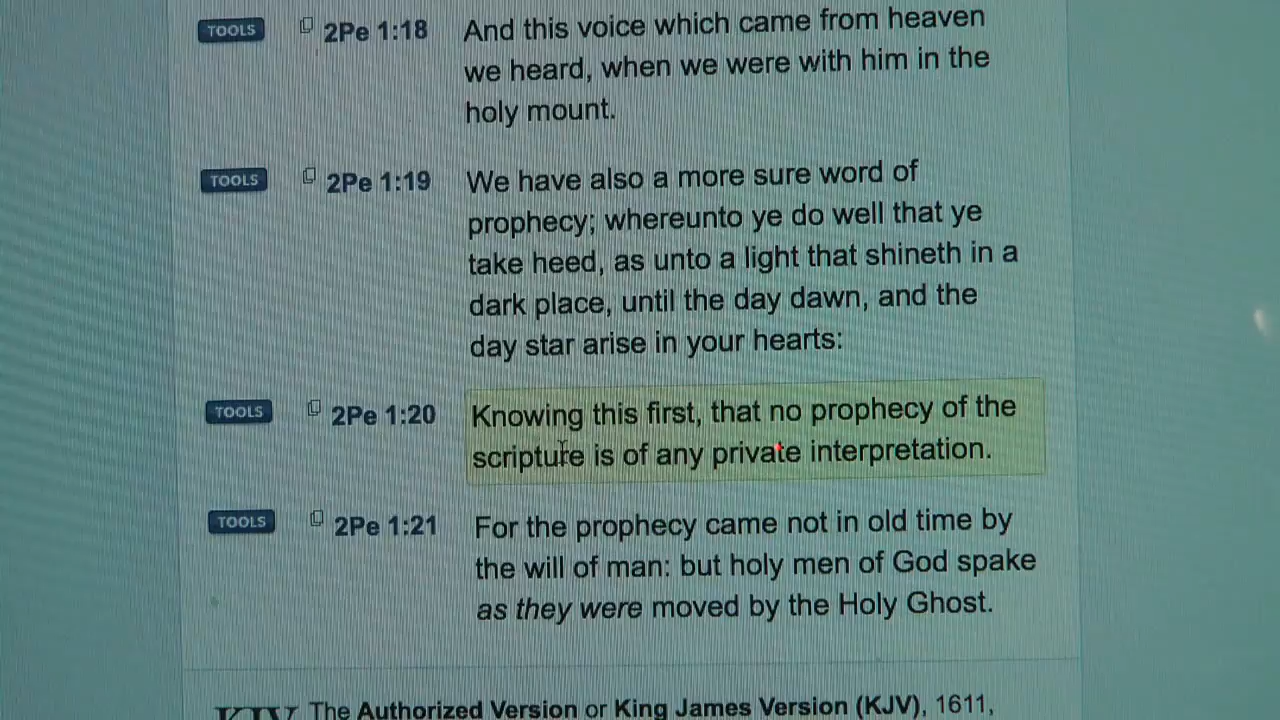 TOOLS 2Pe 1:18 And this voice which came from heaven
we heard, when we were with him in the
holy mount.
TOOLS 2Pe 1:19 We have also a more sure word of
prophecy; whereunto ye do well that ye
take heed, as unto a light that shineth in a
dark place, until the day dawn, and the
day star arise in your hearts:
TOOLS 2Pe 1:20 Knowing this first, that no prophecy of the
scripture is of any private interpretation.
TOOLS 2Pe 1:21 For the prophecy came not in old time by
the will of man: but holy men of God spake
as they were moved by the Holy Ghost.
KJV The Authorized Version or King James Version (KJV), 1611,